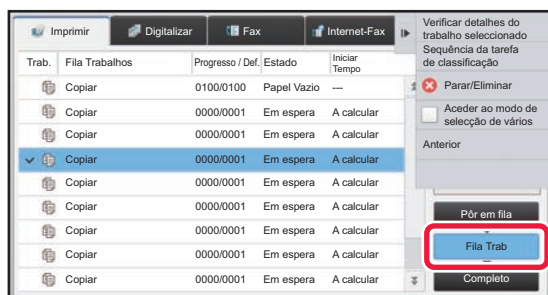 Imprimir Digitalizar Fax Internet-Fax
Trab. Fila Trabalhos Progresso / Def. Estado Iniciar Tempo
Copiar 0100/0100 Papel Vazio ---
Copiar 0000/0001 Em espera A calcular
Copiar 0000/0001 Em espera A calcular
Copiar 0000/0001 Em espera A calcular
Copiar 0000/0001 Em espera A calcular
Copiar 0000/0001 Em espera A calcular
Copiar 0000/0001 Em espera A calcular
Copiar 0000/0001 Em espera A calcular
Copiar 0000/0001 Em espera A calcular
Verificar detalhes do
trabalho seleccionado
Sequência da tarefa
de classificação
Parar/Eliminar
Aceder ao modo de
selecção de vários
Anterior
Pôr em fila
Fila Trab
Completo